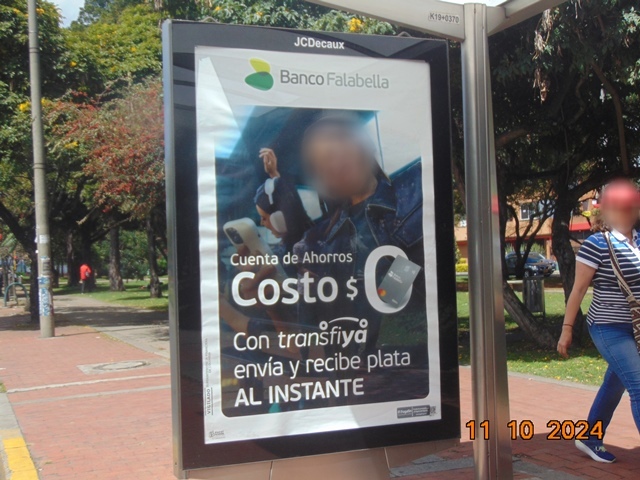 K19+0370
JCDecaux
Banco Falabella
Cuenta de Ahorros
Costo $ 0
Con transfiyá
envía y recibe plata
AL INSTANTE
11 10 2024